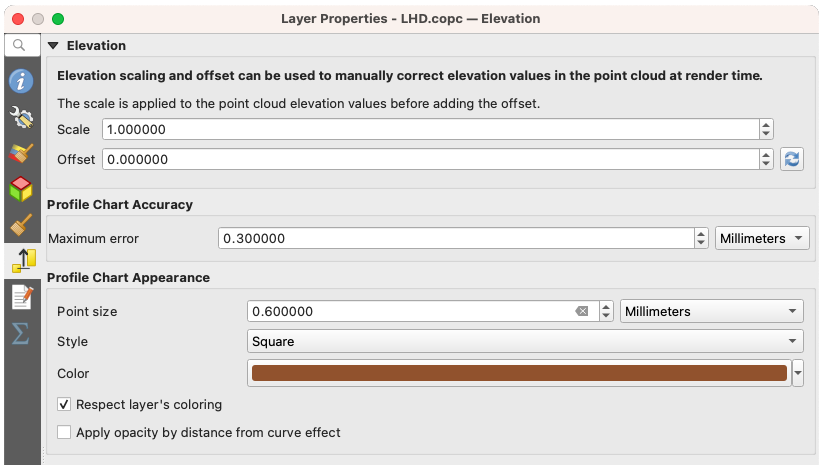 Layer Properties - LHD.copc — Elevation
Elevation
Elevation scaling and offset can be used to manually correct elevation values in the point cloud at render time.
The scale is applied to the point cloud elevation values before adding the offset.
Scale 1.000000
Offset 0.000000
Profile Chart Accuracy
Maximum error 0.300000 Millimeters
Profile Chart Appearance
Point size 0.600000 Millimeters
Style Square
Color
Respect layer's coloring
Apply opacity by distance from curve effect